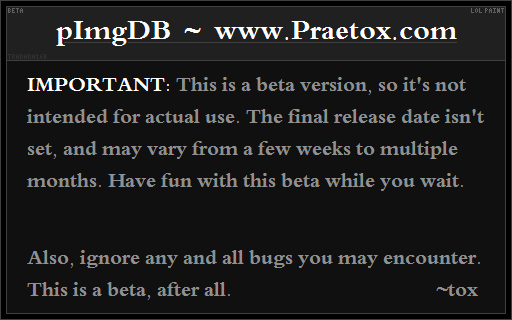 BETA
LOL PAINT
pImgDB ~ www.Praetox.com
IMPORTANT: This is a beta version, so it's not
intended for actual use. The final release date isn't
set, and may vary from a few weeks to multiple
months. Have fun with this beta while you wait.
Also, ignore any and all bugs you may encounter.
This is a beta, after all. ~tox